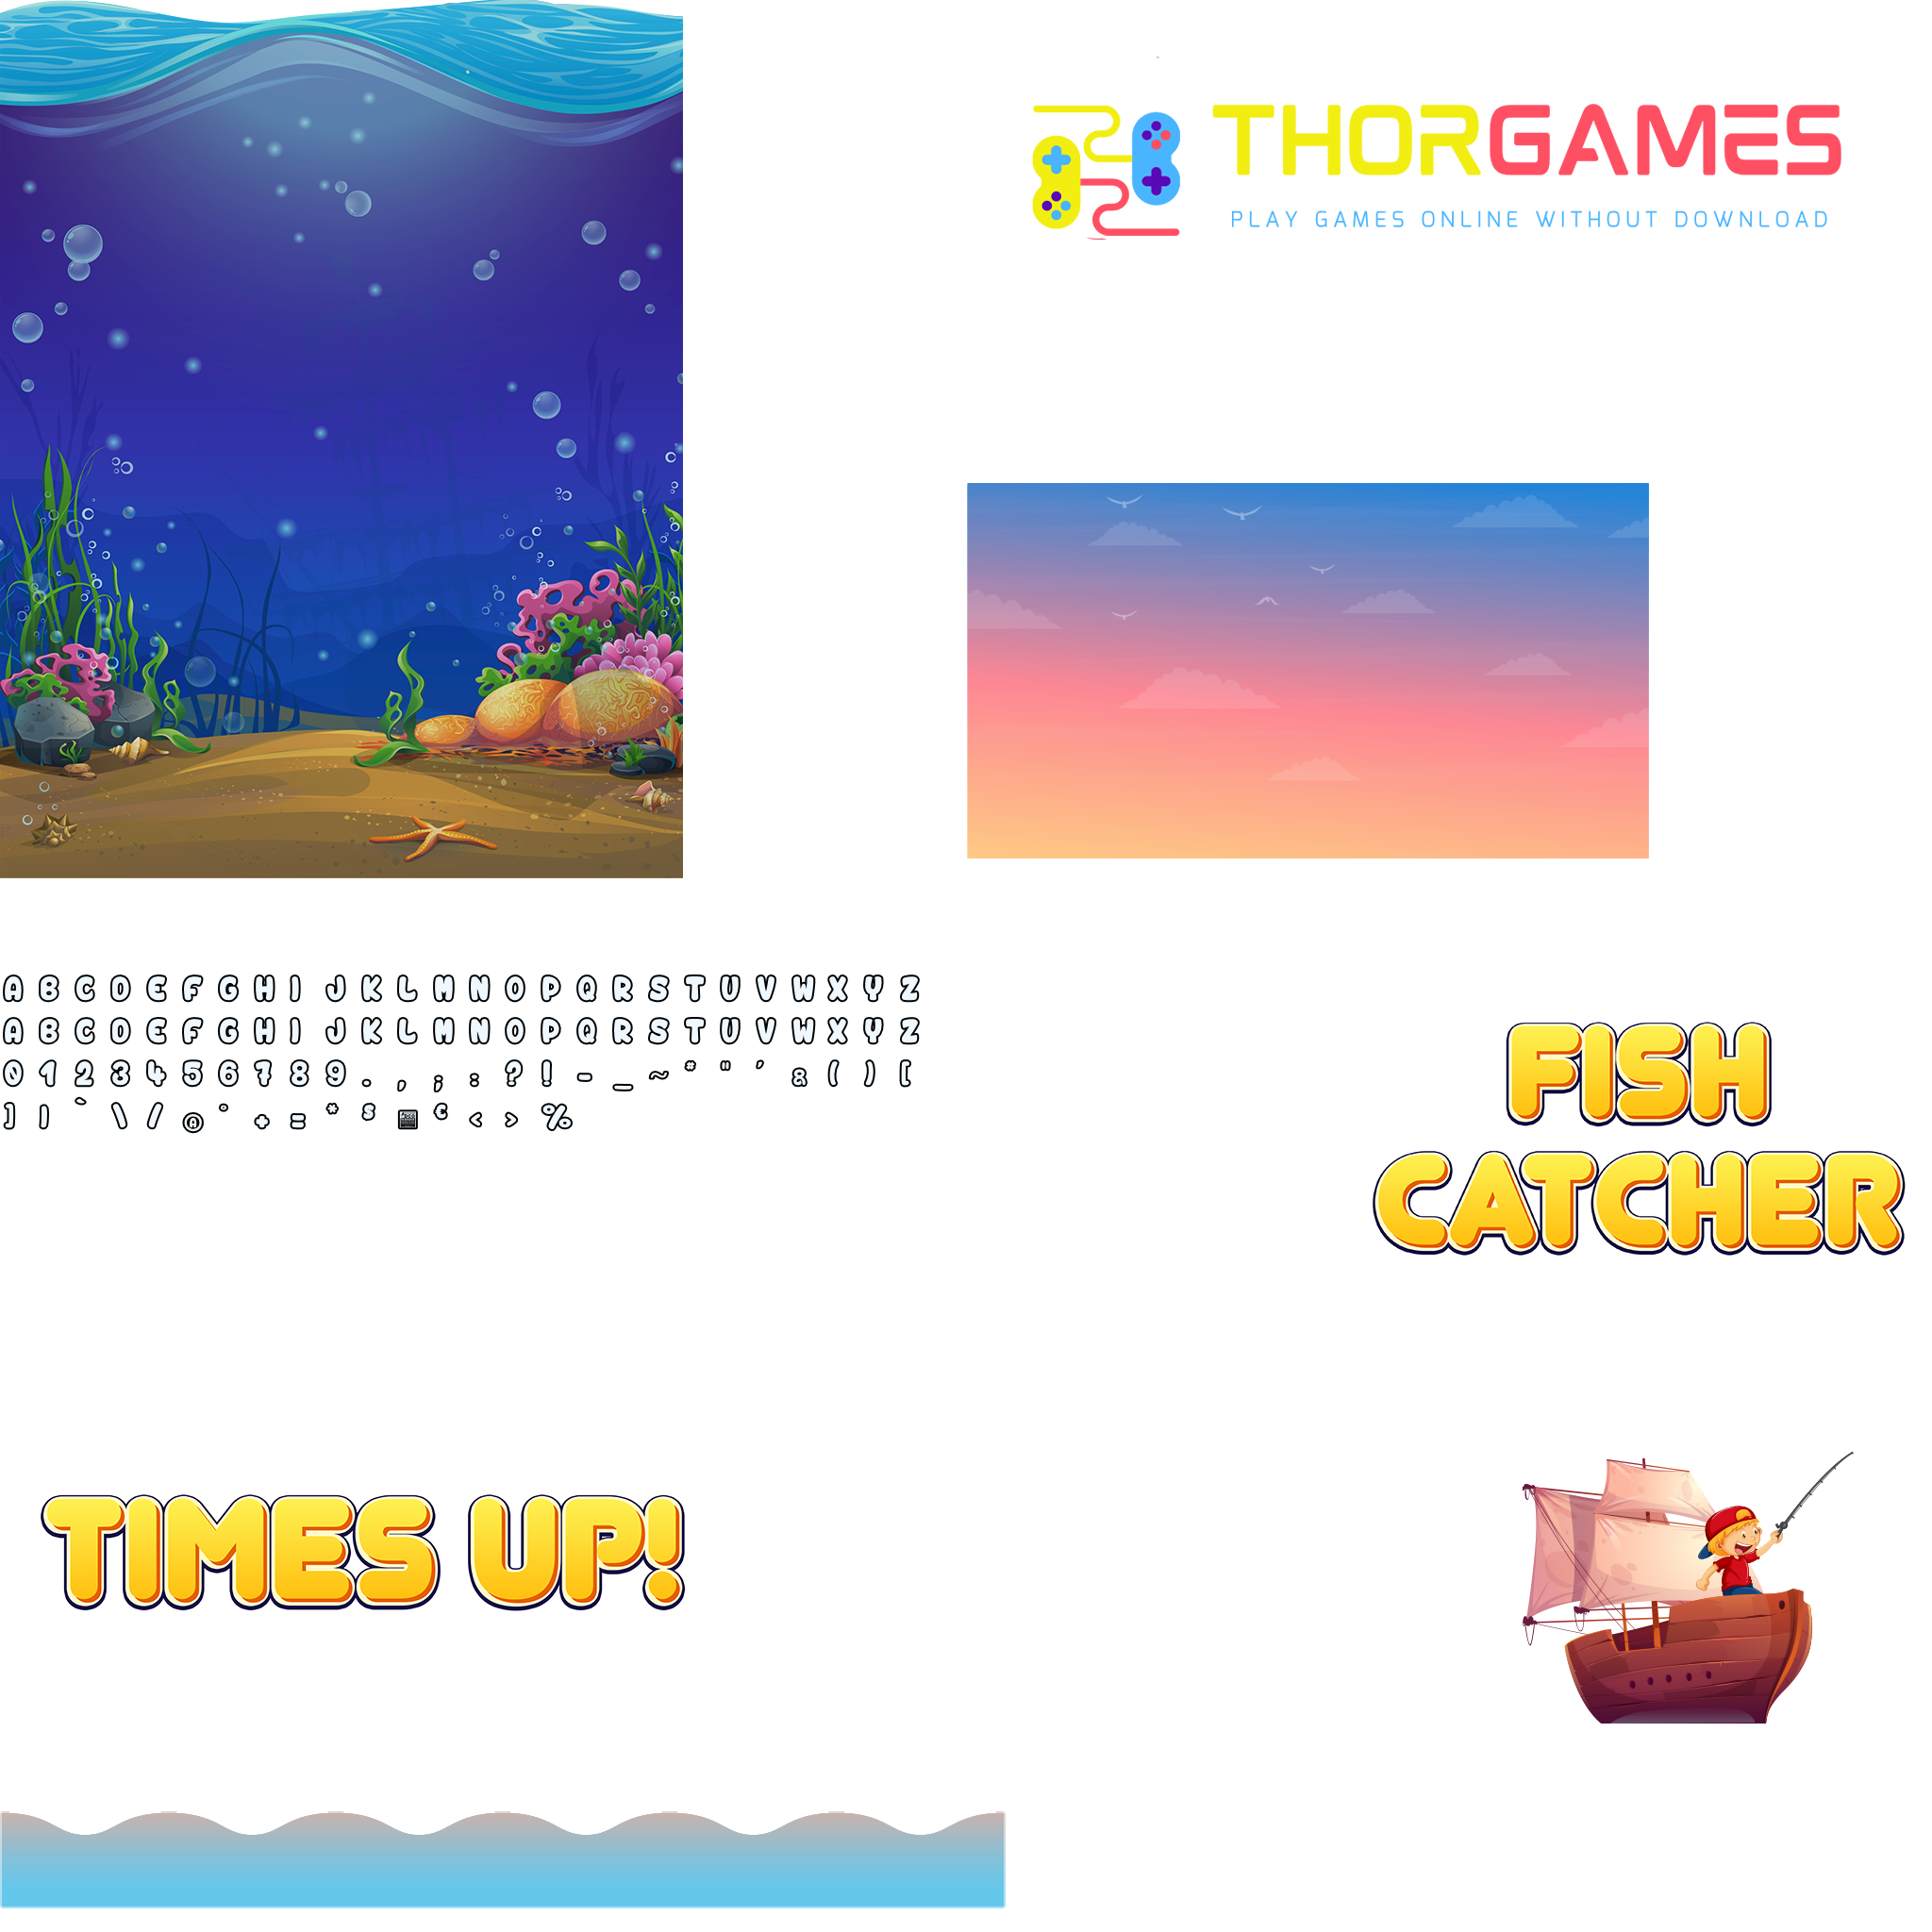 THORGAMES
PLAY GAMES ONLINE WITHOUT DOWNLOAD
A B C D E F G H I J K L M N O P Q R S T U V W X Y Z
A B C D E F G H I J K L M N O P Q R S T U V W X Y Z
0 1 2 3 4 5 6 7 8 9 . , ; : ? ! - _ ~ * " ' & ( ) [
] | ` \ / @ ° + = * § € < > %
FISH
CATCHER
TIMES UP!